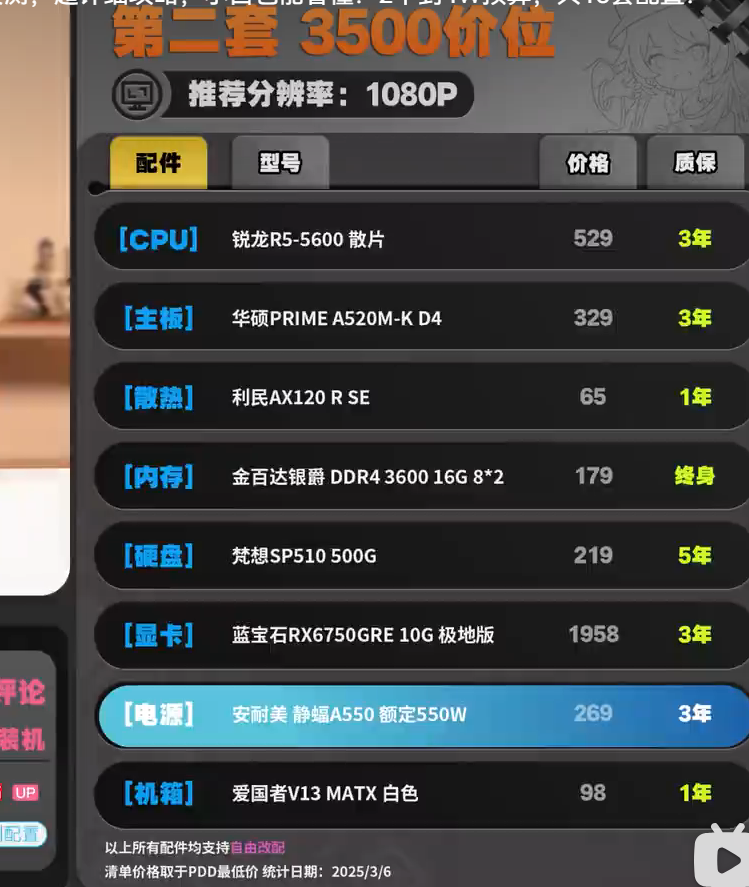 第二套 3500价位
推荐分辨率：1080P
配件 型号 价格 质保
[CPU] 锐龙R5-5600 散片 529 3年
[主板] 华硕PRIME A520M-K D4 329 3年
[散热] 利民AX120 R SE 65 1年
[内存] 金百达银爵 DDR4 3600 16G 8*2 179 终身
[硬盘] 梵想SP510 500G 219 5年
[显卡] 蓝宝石RX6750GRE 10G 极地版 1958 3年
[电源] 安耐美 静蝠A550 额定550W 269 3年
[机箱] 爱国者V13 MATX 白色 98 1年
以上所有配件均支持自由改配
清单价格取于PDD最低价 统计日期：2025/3/6
评论
装机
UP
配置